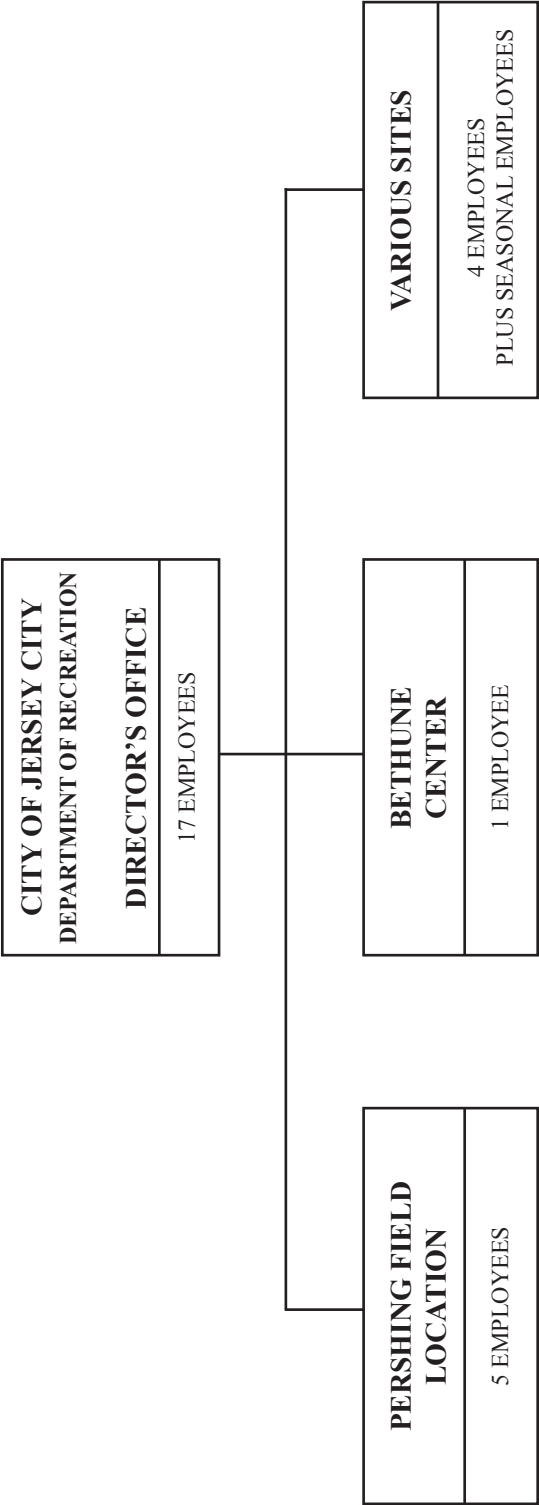 CITY OF JERSEY CITY
DEPARTMENT OF RECREATION
DIRECTOR’S OFFICE
17 EMPLOYEES
PERSHING FIELD
LOCATION
5 EMPLOYEES
BETHUNE
CENTER
1 EMPLOYEE
VARIOUS SITES
4 EMPLOYEES
PLUS SEASONAL EMPLOYEES